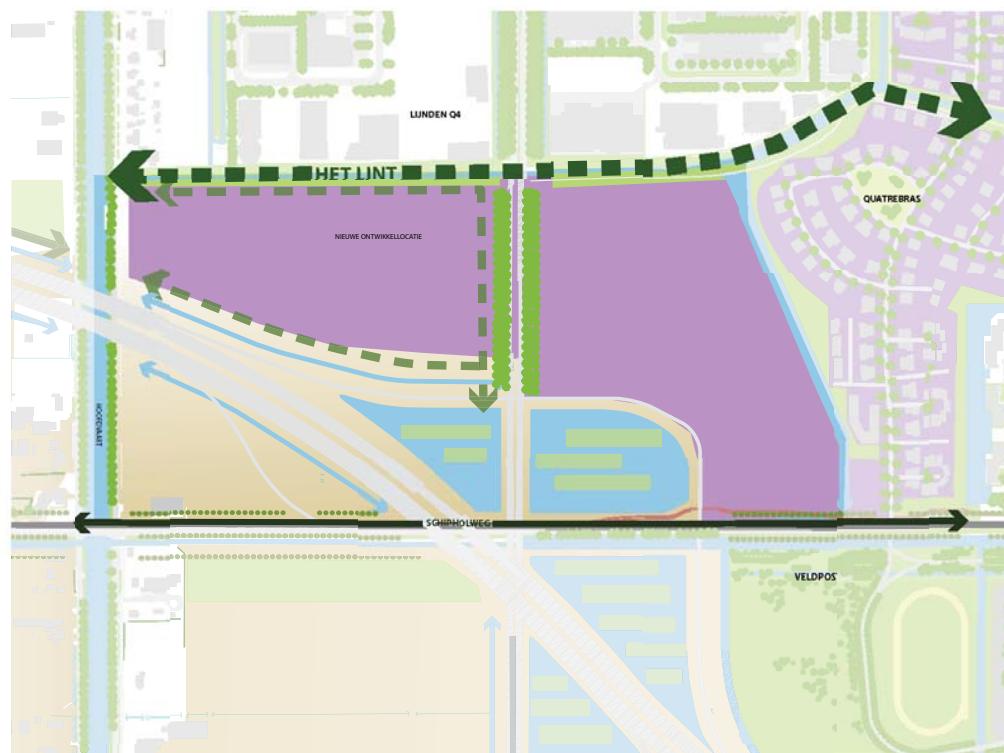 LIJNDEN Q4
HET LINT
QUATREBRAS
NIEUWE ONTWIKKELLOCATIE
HOOFDVAART
SCHIPHOLWEG
VELDPOS